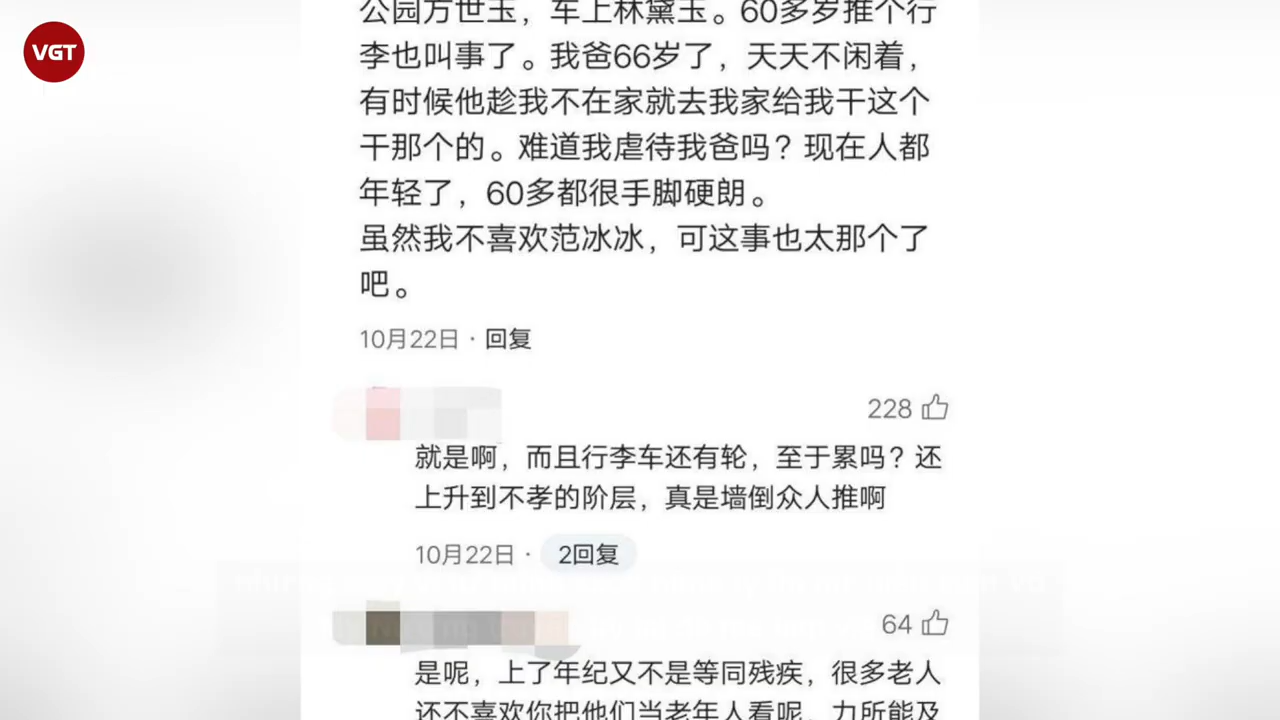 VGT
公园方世玉，车上林黛玉。60多岁推个行
李也叫事了。我爸66岁了，天天不闲着，
有时候他趁我不在家就去我家给我干这个
干那个的。难道我虐待我爸吗？现在人都
年轻了，60多都很手脚硬朗。
虽然我不喜欢范冰冰，可这事也太那个了
吧。
10月22日 · 回复
228
就是啊，而且行李车还有轮，至于累吗？还
上升到不孝的阶层，真是墙倒众人推啊
10月22日 · 2回复
64
是呢，上了年纪又不是等同残疾，很多老人
还不喜欢你把他们当老年人看呢，力所能及